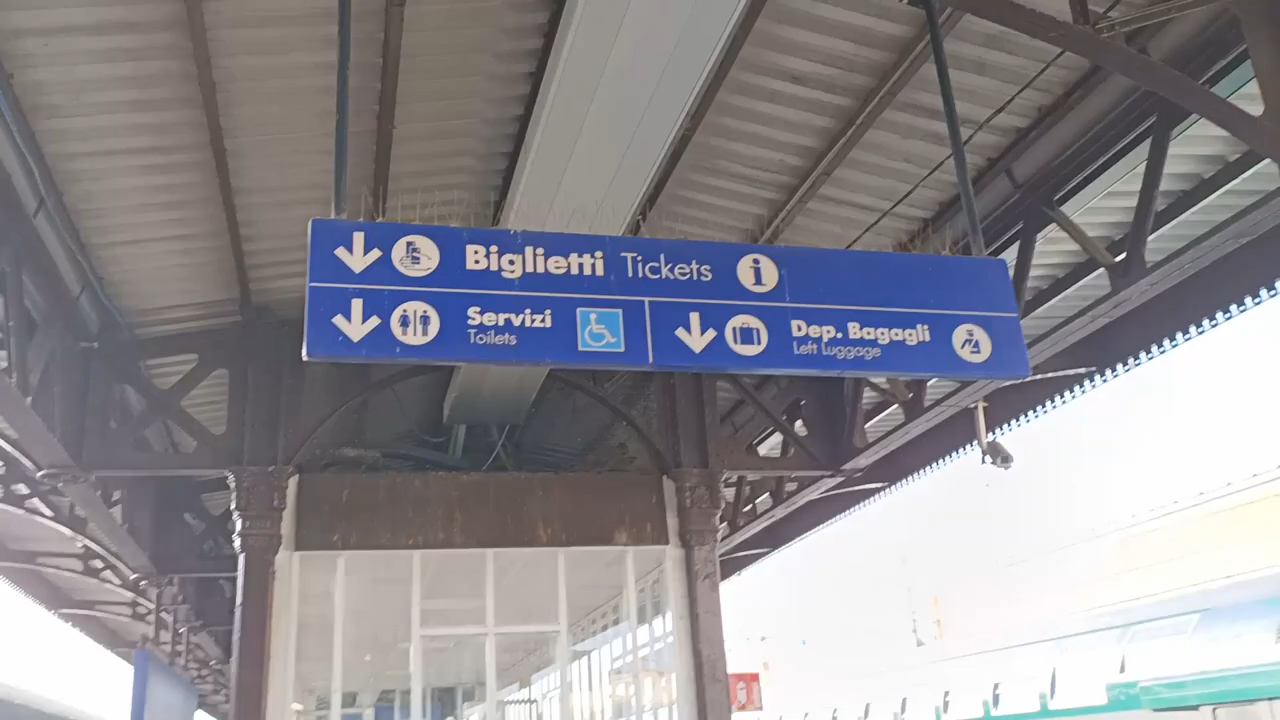 Biglietti Tickets i
Servizi
Toilets
Dep. Bagagli
Left Luggage